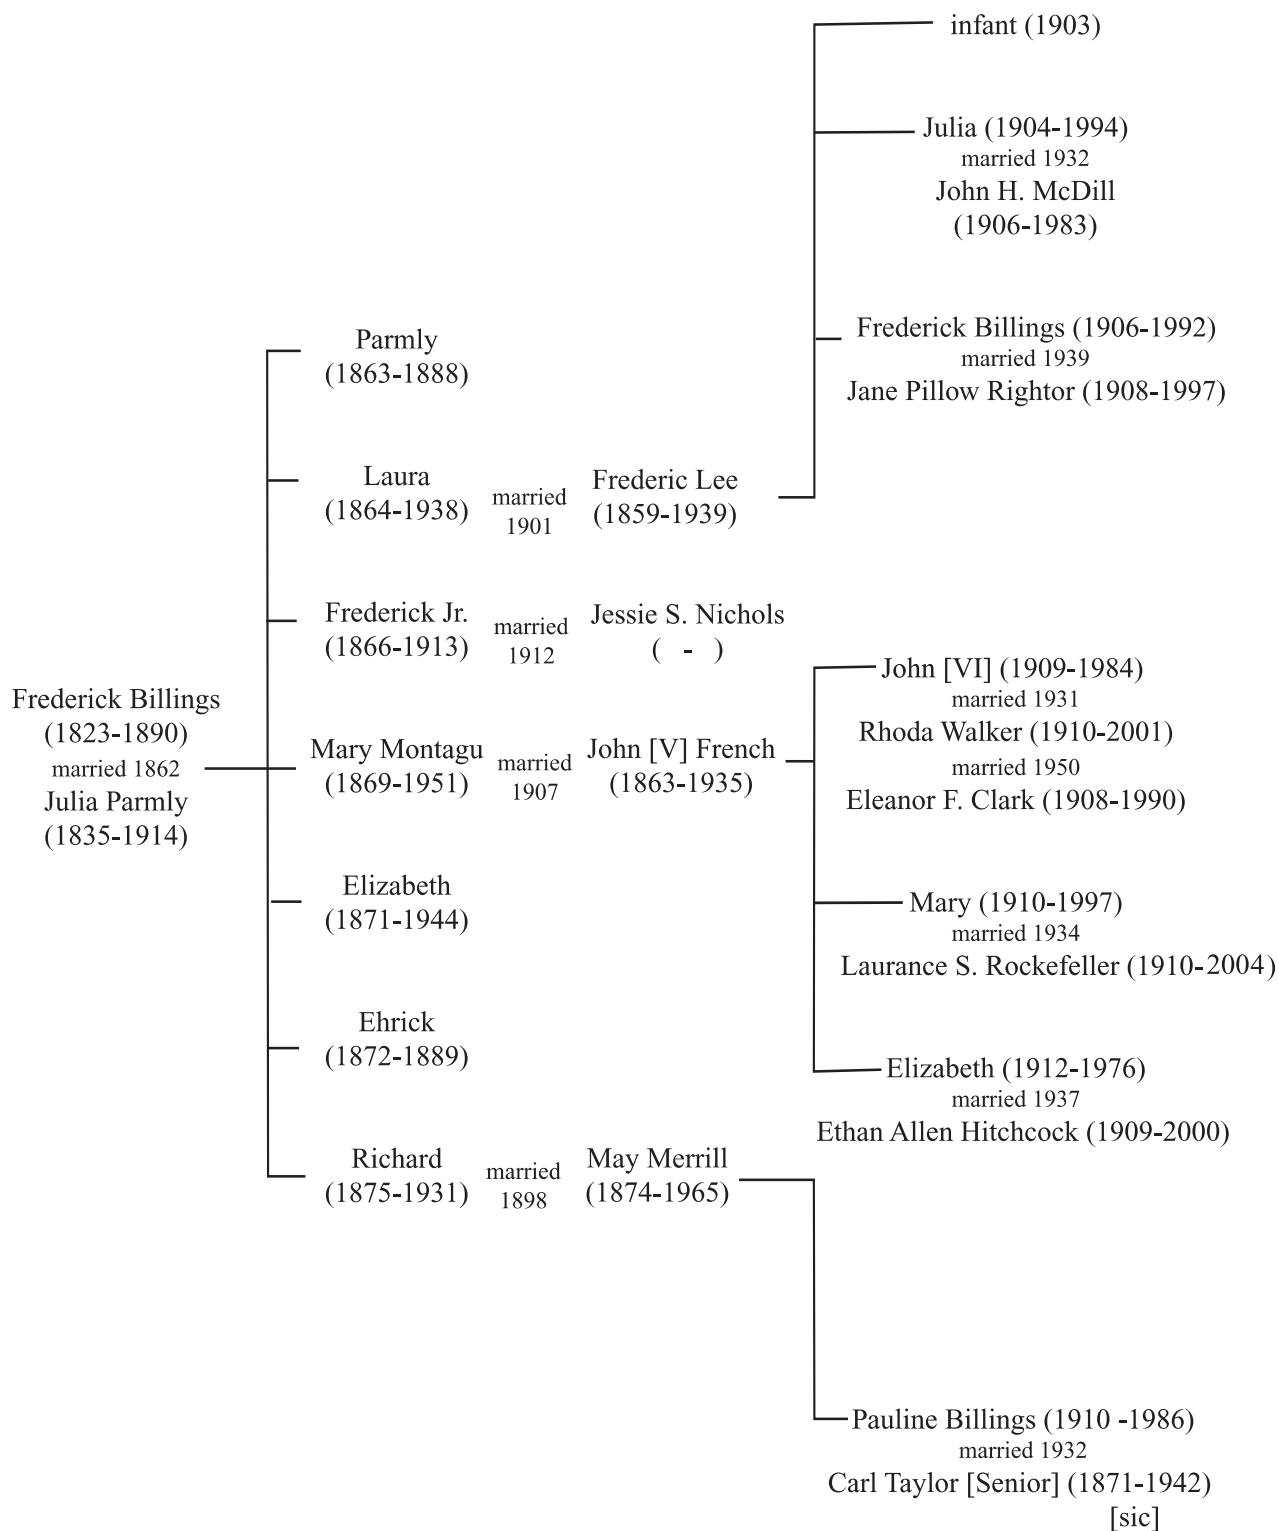 infant (1903)
Julia (1904-1994)
married 1932
John H. McDill
(1906-1983)
Frederick Billings (1906-1992)
married 1939
Jane Pillow Rightor (1908-1997)
Parmly
(1863-1888)
Laura
(1864-1938)
married
1901
Frederic Lee
(1859-1939)
Frederick Jr.
(1866-1913)
married
1912
Jessie S. Nichols
( - )
Frederick Billings
(1823-1890)
married 1862
Julia Parmly
(1835-1914)
Mary Montagu
(1869-1951)
married
1907
John [V] French
(1863-1935)
John [VI] (1909-1984)
married 1931
Rhoda Walker (1910-2001)
married 1950
Eleanor F. Clark (1908-1990)
Elizabeth
(1871-1944)
Mary (1910-1997)
married 1934
Laurance S. Rockefeller (1910-2004)
Ehrick
(1872-1889)
Elizabeth (1912-1976)
married 1937
Ethan Allen Hitchcock (1909-2000)
Richard
(1875-1931)
married
1898
May Merrill
(1874-1965)
Pauline Billings (1910 -1986)
married 1932
Carl Taylor [Senior] (1871-1942)
[sic]